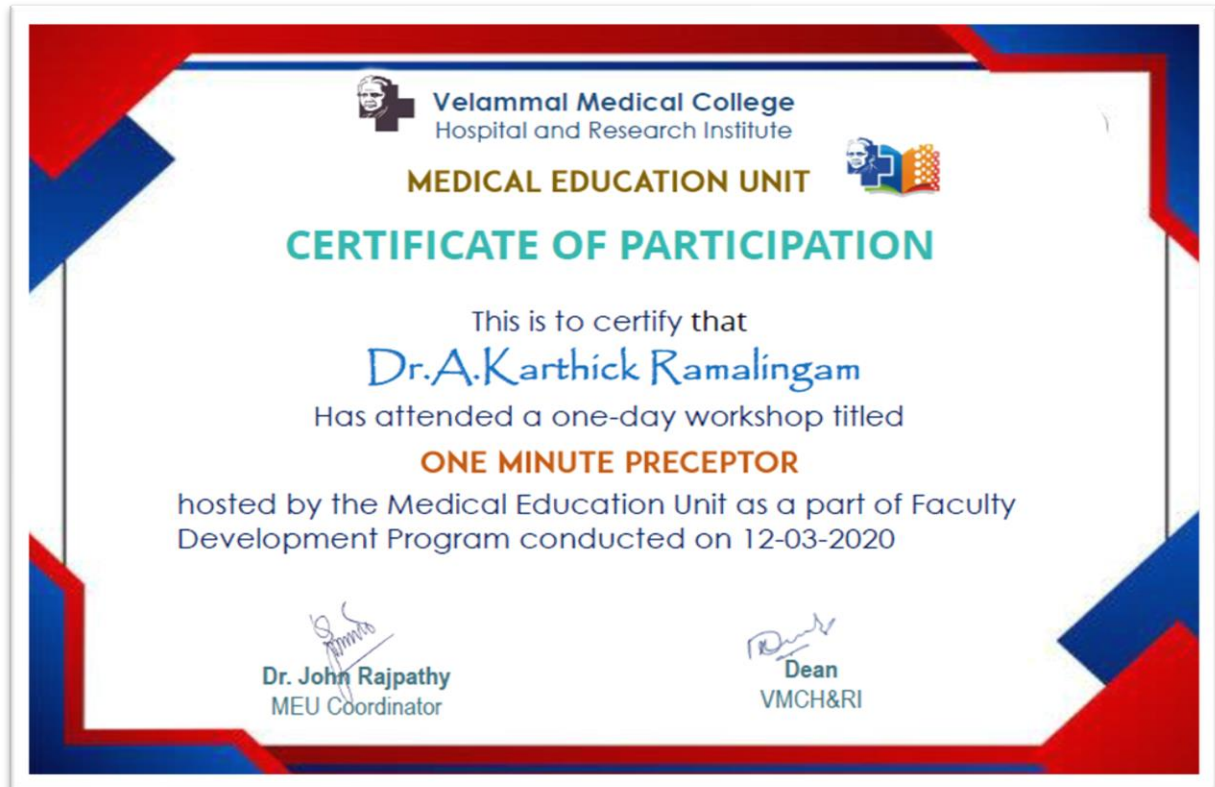 Velammal Medical College
Hospital and Research Institute
MEDICAL EDUCATION UNIT
CERTIFICATE OF PARTICIPATION
This is to certify that
Dr.A.Karthick Ramalingam
Has attended a one-day workshop titled
ONE MINUTE PRECEPTOR
hosted by the Medical Education Unit as a part of Faculty
Development Program conducted on 12-03-2020
Dr. John Rajpathy
MEU Coordinator
Dean
VMCH&RI